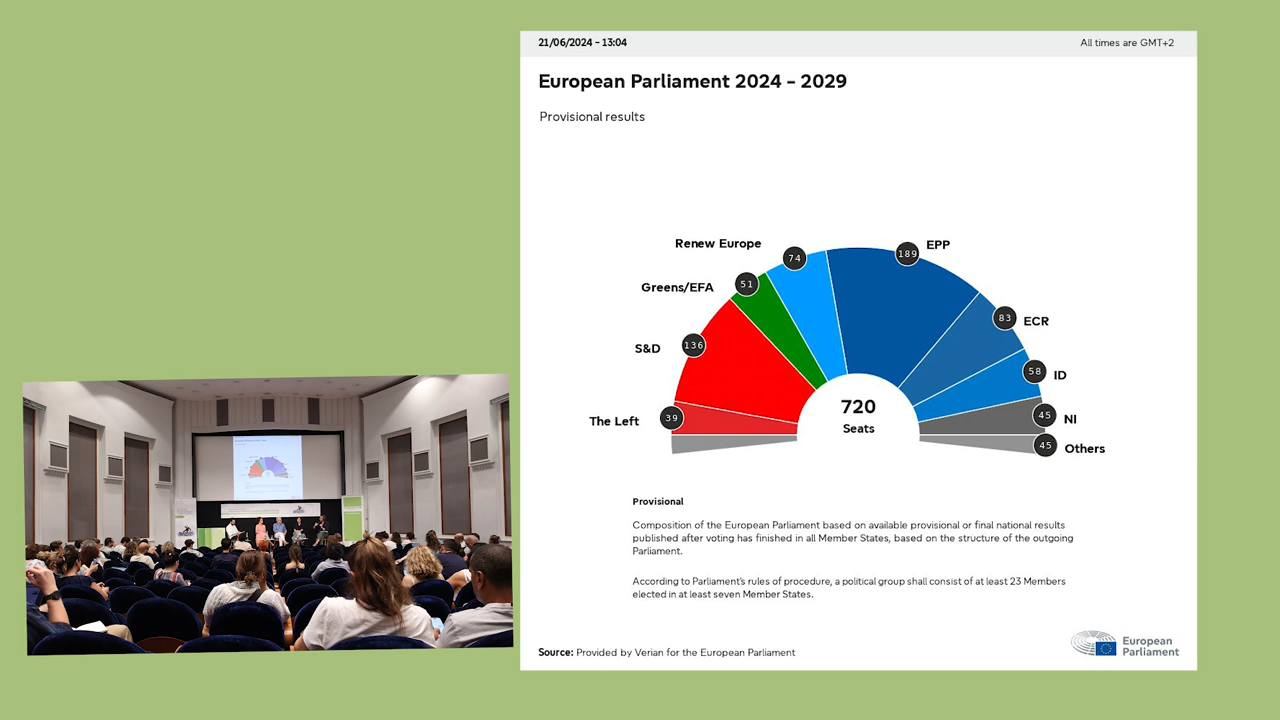 21/06/2024 – 13:04
All times are GMT+2
European Parliament 2024 – 2029
Provisional results
Renew Europe
74
189
EPP
Greens/EFA
51
83
ECR
S&D
136
58
ID
720
Seats
The Left
39
45
NI
45
Others
Provisional
Composition of the European Parliament based on available provisional or final national results
published after voting has finished in all Member States, based on the structure of the outgoing
Parliament.
According to Parliament's rules of procedure, a political group shall consist of at least 23 Members
elected in at least seven Member States.
Source: Provided by Verian for the European Parliament
European
Parliament